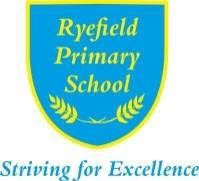 Ryefield
Primary
School
Striving for Excellence